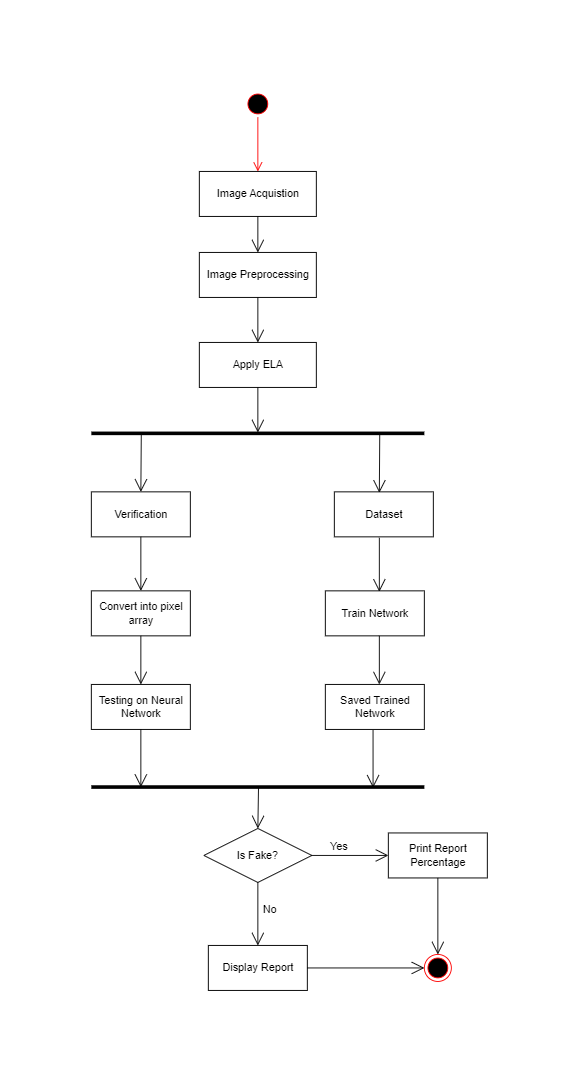 Image Acquistion
Image Preprocessing
Apply ELA
Verification
Dataset
Convert into pixel
array
Train Network
Testing on Neural
Network
Saved Trained
Network
Is Fake?
Yes
Print Report
Percentage
No
Display Report